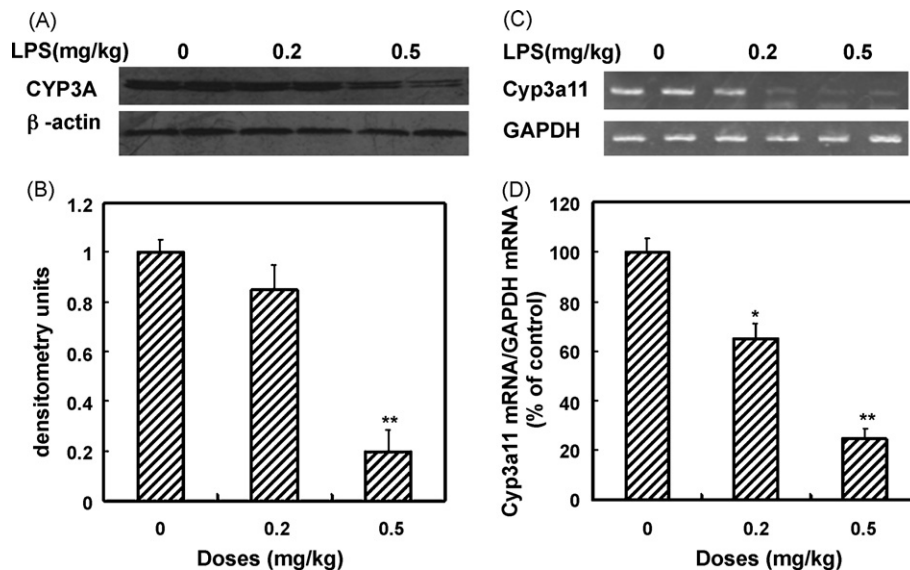 (A)
LPS(mg/kg) 0 0.2 0.5
CYP3A
β -actin
(B)
1.2
1
0.8
0.6
0.4
0.2
0
densitometry units
**
0 0.2 0.5
Doses (mg/kg)
(C)
LPS(mg/kg) 0 0.2 0.5
Cyp3a11
GAPDH
(D)
120
100
80
60
40
20
0
Cyp3a11 mRNA/GAPDH mRNA
(% of control)
*
**
0 0.2 0.5
Doses (mg/kg)